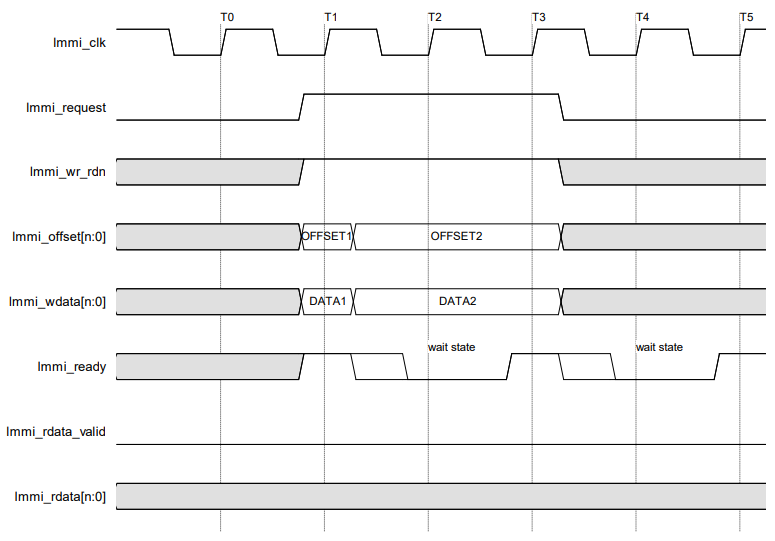 T0 T1 T2 T3 T4 T5
lmmi_clk
lmmi_request
lmmi_wr_rdn
lmmi_offset[n:0] OFFSET1 OFFSET2
lmmi_wdata[n:0] DATA1 DATA2
wait state wait state
lmmi_ready
lmmi_rdata_valid
lmmi_rdata[n:0]